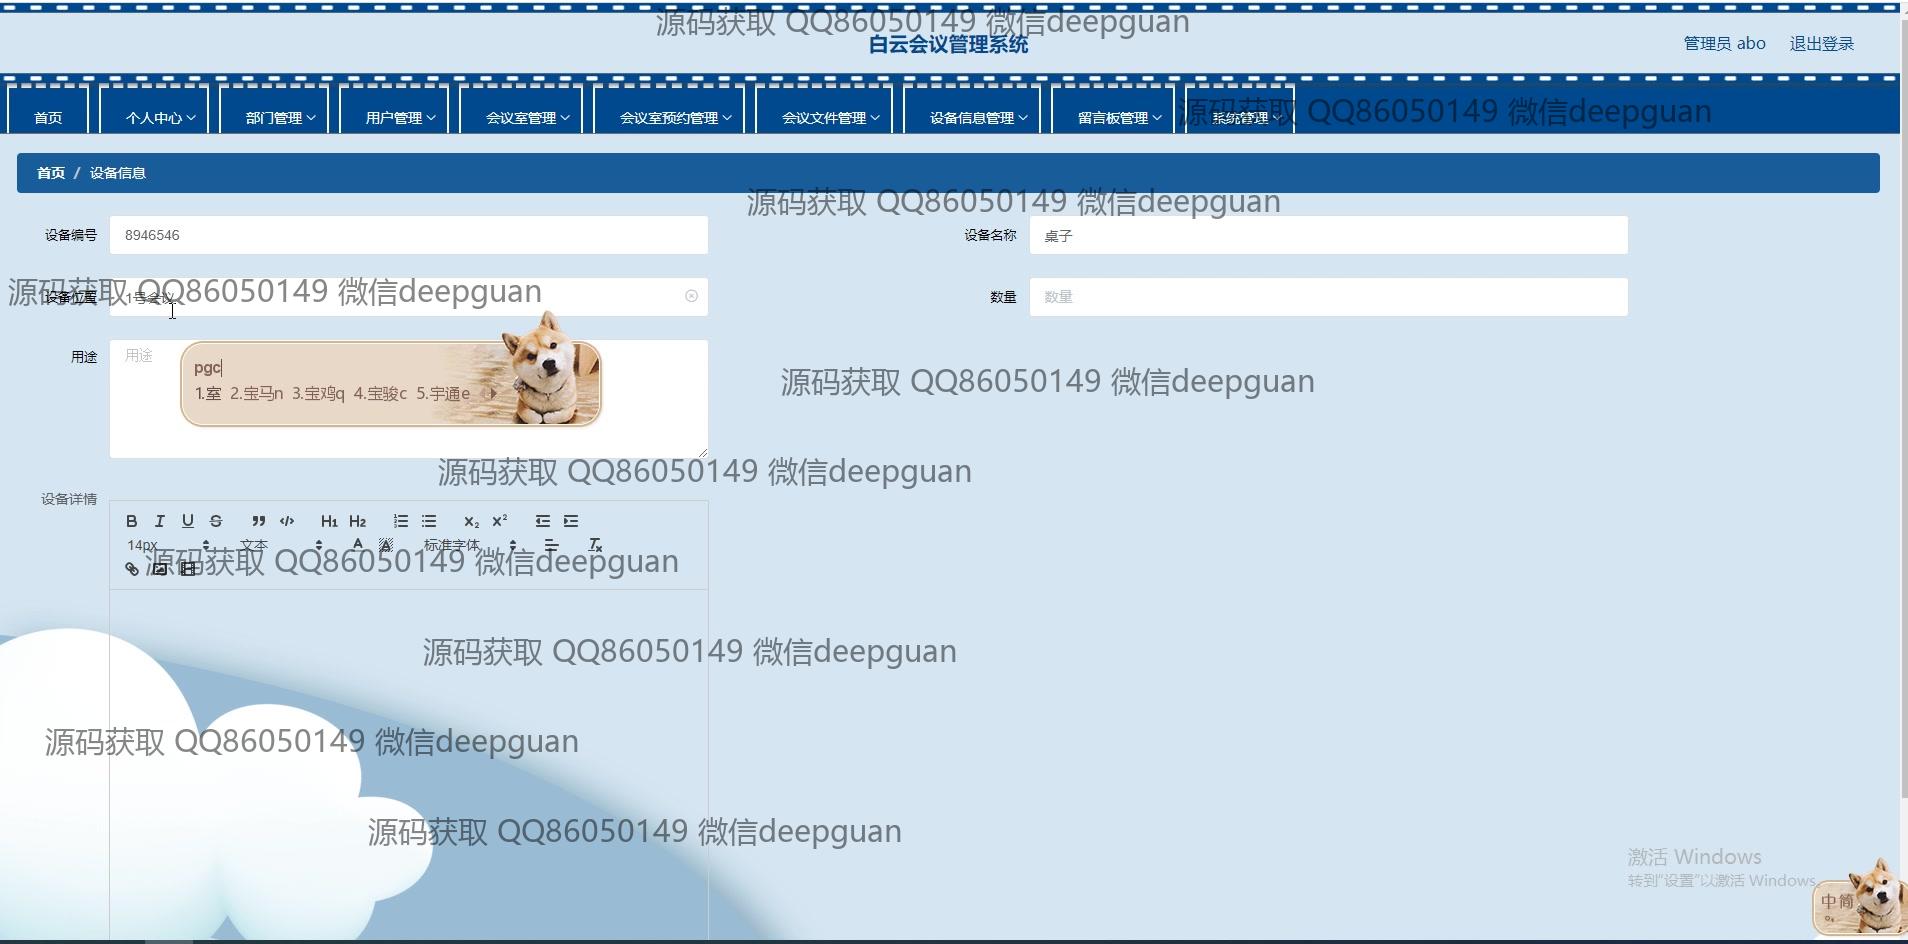 源码获取 QQ86050149 微信deepguan
白云会议管理系统
管理员 abo 退出登录
首页 个人中心 部门管理 用户管理 会议室管理 会议室预约管理 会议文件管理 设备信息管理 留言板管理 系统管理
源码获取 QQ86050149 微信deepguan
首页 / 设备信息
源码获取 QQ86050149 微信deepguan
设备编号 8946546 设备名称 桌子
源码获取 QQ86050149 微信deepguan
设备位置 1号会议 数量 数量
用途 用途
pgc
1.室 2.宝马n 3.宝鸡q 4.宝骏c 5.宇通e
源码获取 QQ86050149 微信deepguan
源码获取 QQ86050149 微信deepguan
设备详情
B I U S H1 H2 X₂ X²
14px 文本 A A 标准字体 Tx
源码获取 QQ86050149 微信deepguan
源码获取 QQ86050149 微信deepguan
源码获取 QQ86050149 微信deepguan
源码获取 QQ86050149 微信deepguan
激活 Windows
转到"设置"以激活 Windows。
中简